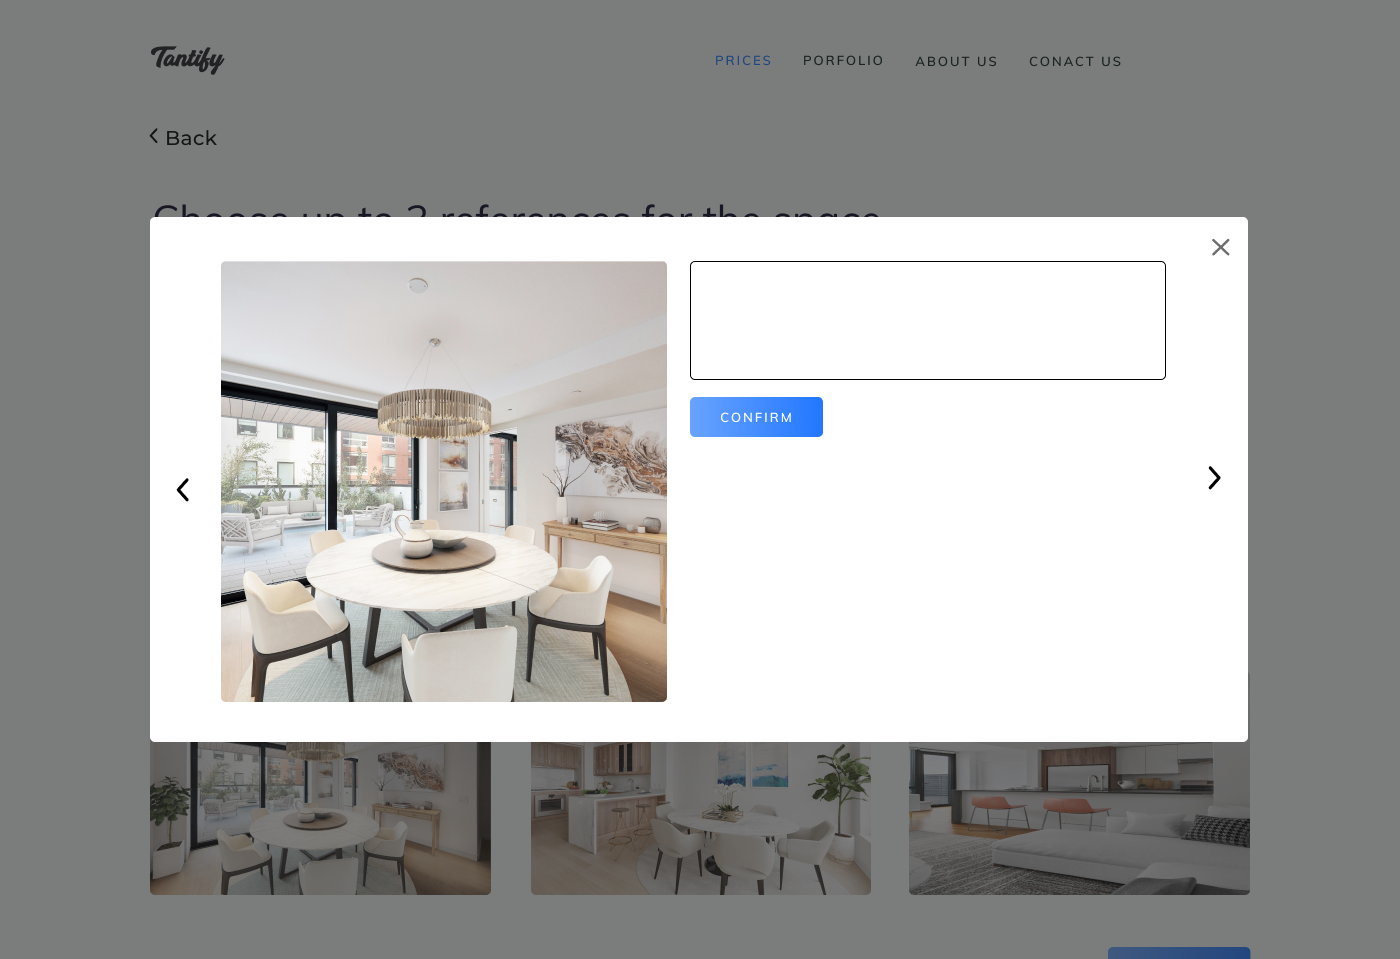 Tantify
PRICES PORFOLIO ABOUT US CONACT US
Back
Choose up to 3 references for the space
CONFIRM